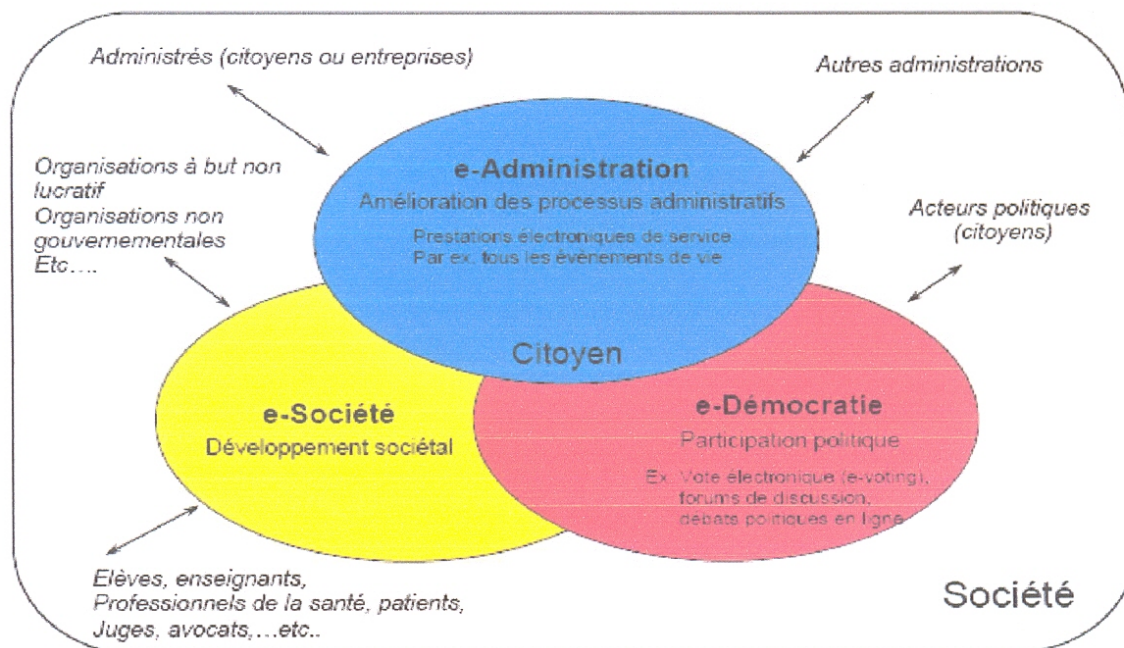 Administrés (citoyens ou entreprises)
Autres administrations
Organisations à but non
lucratif
Organisations non
gouvernementales
Etc….
e-Administration
Amélioration des processus administratifs
Prestations électroniques de service
Par ex. tous les événements de vie
Acteurs politiques
(citoyens)
Citoyen
e-Société
Développement sociétal
e-Démocratie
Participation politique
Ex. Vote électronique (e-voting),
forums de discussion,
debats politiques en ligne
Elèves, enseignants,
Professionnels de la santé, patients,
Juges, avocats,…etc..
Société